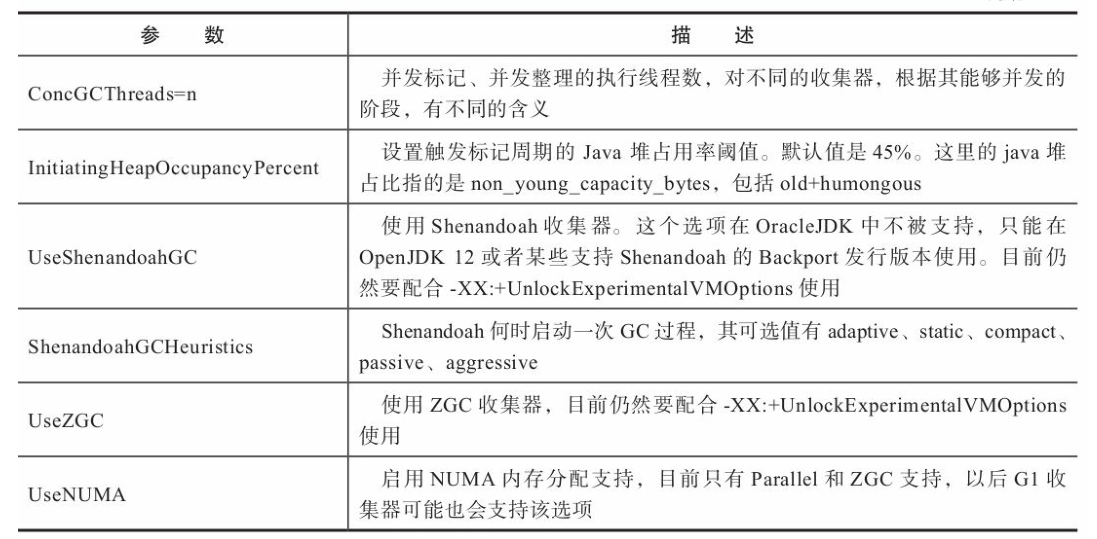 参 数 描 述
ConcGCThreads=n
并发标记、并发整理的执行线程数，对不同的收集器，根据其能够并发的
阶段，有不同的含义
InitiatingHeapOccupancyPercent
设置触发标记周期的 Java 堆占用率阈值。默认值是 45%。这里的 java 堆
占比指的是 non_young_capacity_bytes，包括 old+humongous
UseShenandoahGC
使用 Shenandoah 收集器。这个选项在 OracleJDK 中不被支持，只能在
OpenJDK 12 或者某些支持 Shenandoah 的 Backport 发行版本使用。目前仍
然要配合 -XX:+UnlockExperimentalVMOptions 使用
ShenandoahGCHeuristics
Shenandoah 何时启动一次 GC 过程，其可选值有 adaptive、static、compact、
passive、aggressive
UseZGC
使用 ZGC 收集器，目前仍然要配合 -XX:+UnlockExperimentalVMOptions
使用
UseNUMA
启用 NUMA 内存分配支持，目前只有 Parallel 和 ZGC 支持，以后 G1 收
集器可能也会支持该选项